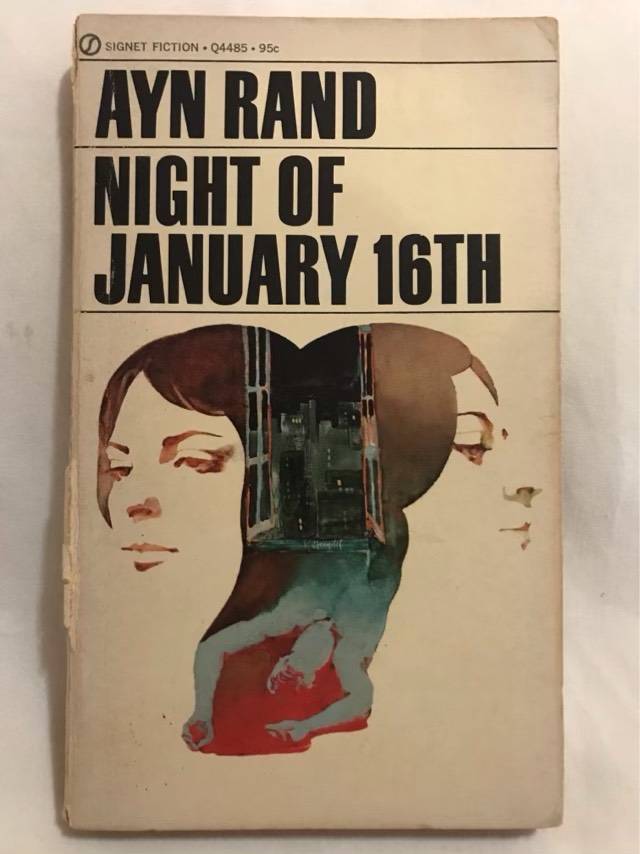 SIGNET FICTION • Q4485 • 95c
AYN RAND
NIGHT OF
JANUARY 16TH